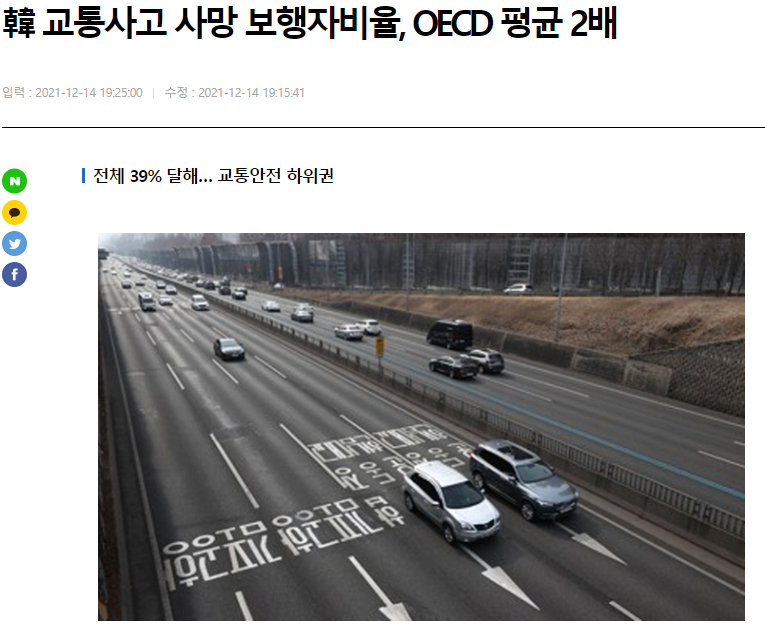 韓 교통사고 사망 보행자비율, OECD 평균 2배
입력 : 2021-12-14 19:25:00 | 수정 : 2021-12-14 19:15:41
전체 39% 달해... 교통안전 하위권
N
f